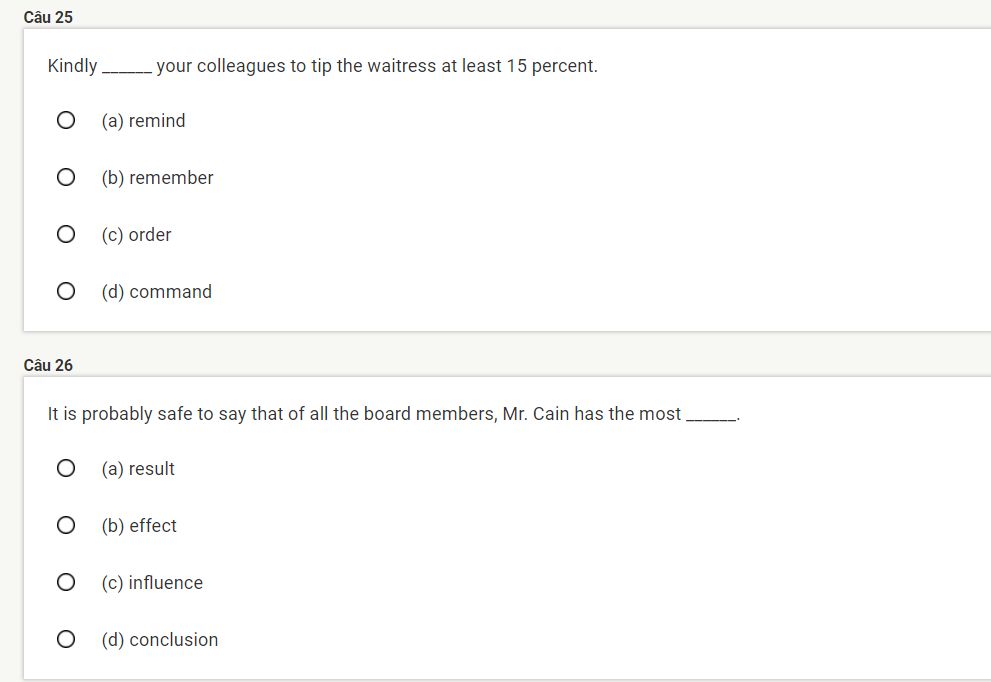 Câu 25
Kindly ______ your colleagues to tip the waitress at least 15 percent.
(a) remind
(b) remember
(c) order
(d) command
Câu 26
It is probably safe to say that of all the board members, Mr. Cain has the most ______.
(a) result
(b) effect
(c) influence
(d) conclusion